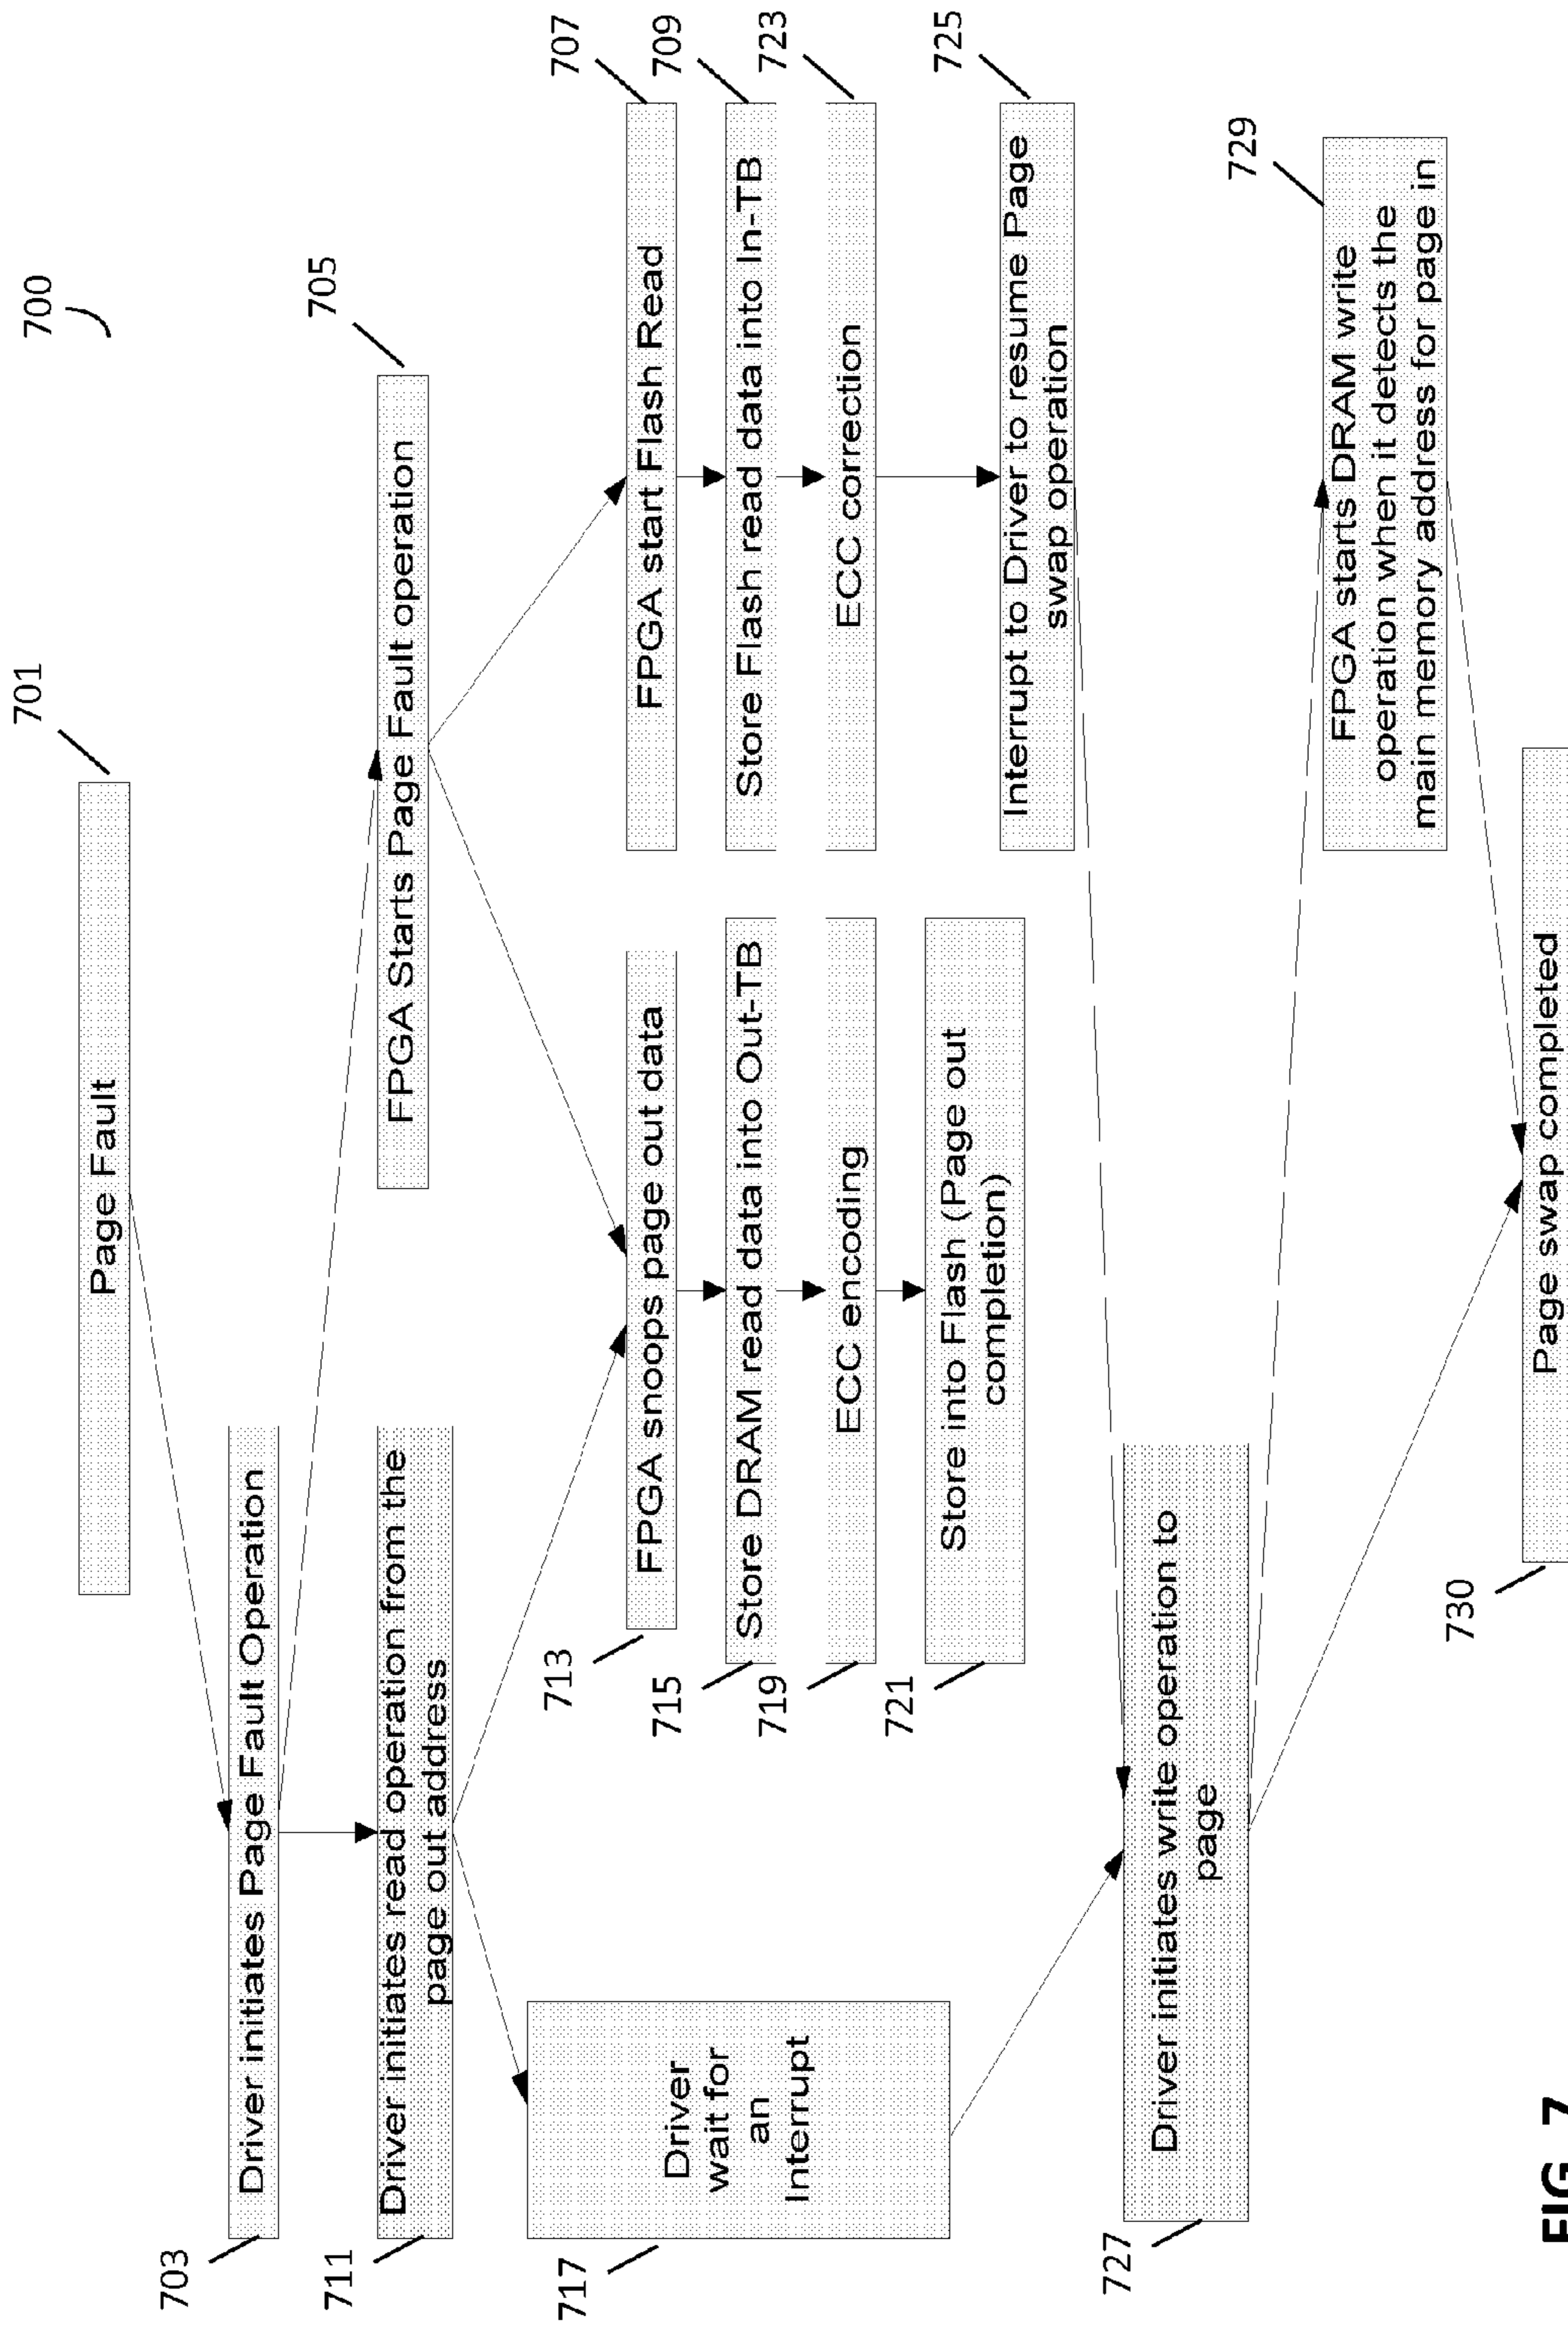 700
701
Page Fault
703
Driver initiates Page Fault Operation
705
FPGA Starts Page Fault operation
711
Driver initiates read operation from the
page out address
707
FPGA start Flash Read
713
FPGA snoops page out data
709
Store Flash read data into In-TB
715
Store DRAM read data into Out-TB
717
Driver
wait for
an
Interrupt
723
ECC correction
719
ECC encoding
721
Store into Flash (Page out
completion)
725
Interrupt to Driver to resume Page
swap operation
727
Driver initiates write operation to
page
729
FPGA starts DRAM write
operation when it detects the
main memory address for page in
730
Page swap completed
FIG. 7